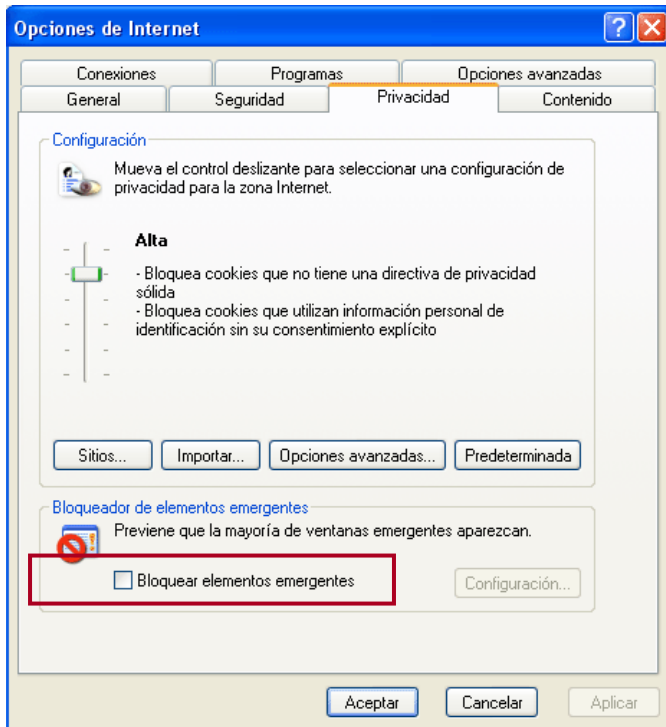 Opciones de Internet
Conexiones Programas Opciones avanzadas
General Seguridad Privacidad Contenido
Configuración
Mueva el control deslizante para seleccionar una configuración de
privacidad para la zona Internet.
Alta
- Bloquea cookies que no tiene una directiva de privacidad
sólida
- Bloquea cookies que utilizan información personal de
identificación sin su consentimiento explícito
Sitios... Importar... Opciones avanzadas... Predeterminada
Bloqueador de elementos emergentes
Previene que la mayoría de ventanas emergentes aparezcan.
Bloquear elementos emergentes Configuración...
Aceptar Cancelar Aplicar